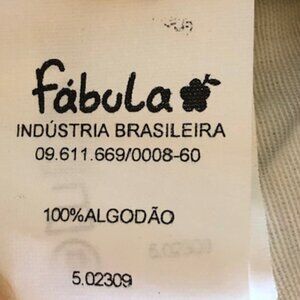 fábula
INDÚSTRIA BRASILEIRA
09.611.669/0008-60
100%ALGODÃO
5.02309